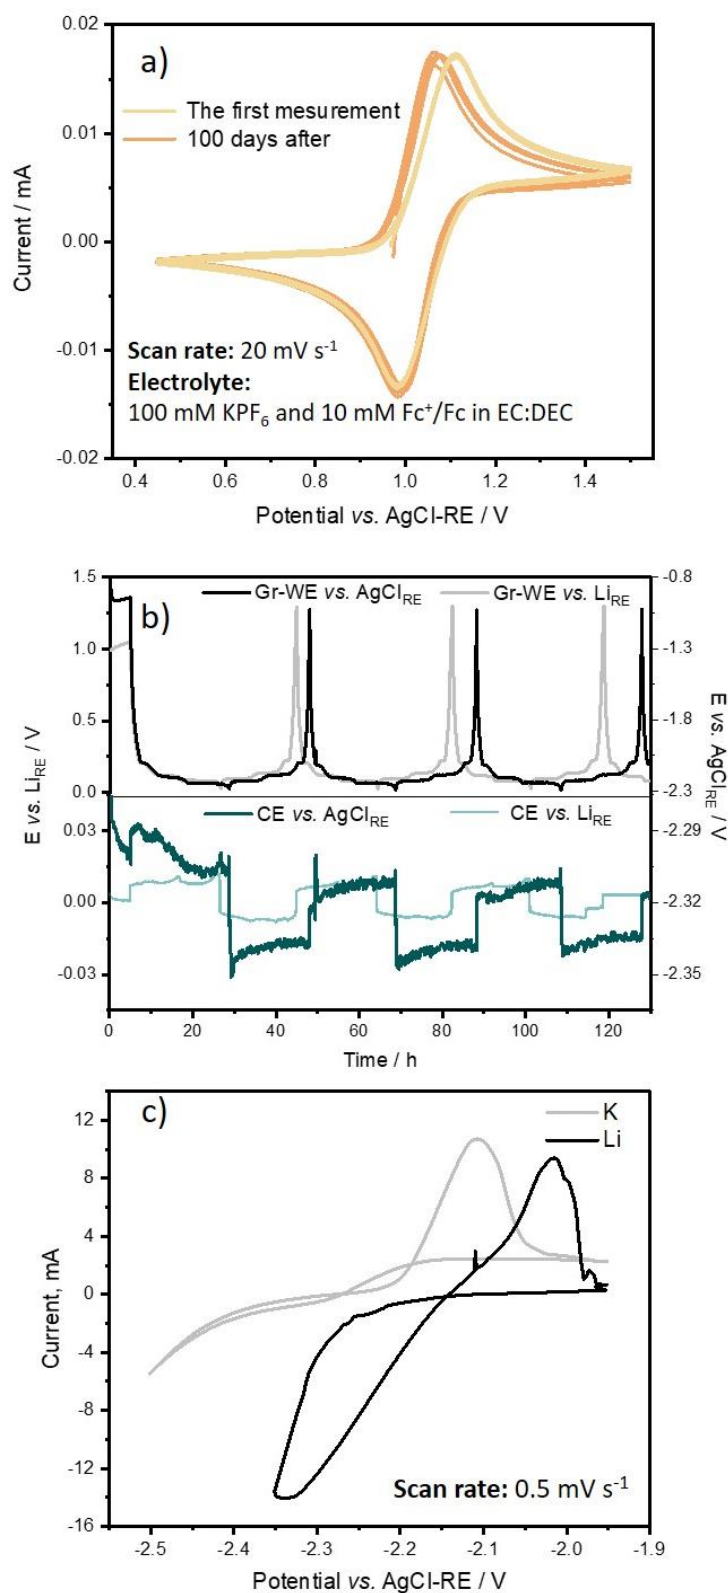 a)
0.02
0.01
0.00
-0.01
-0.02
Current / mA
The first mesurement
100 days after
Scan rate: 20 mV s⁻¹
Electrolyte:
100 mM KPF₆ and 10 mM Fc⁺/Fc in EC:DEC
0.4 0.6 0.8 1.0 1.2 1.4
Potential vs. AgCl-RE / V
b)
1.5
1.0
0.5
0.0
0.03
0.00
-0.03
E vs. Li_RE / V
Gr-WE vs. AgCl_RE
Gr-WE vs. Li_RE
CE vs. AgCl_RE
CE vs. Li_RE
-0.8
-1.3
-1.8
-2.3
-2.29
-2.32
-2.35
E vs. AgCl_RE / V
0 20 40 60 80 100 120
Time / h
c)
12
8
4
0
-4
-8
-12
-16
Current, mA
K
Li
Scan rate: 0.5 mV s⁻¹
-2.5 -2.4 -2.3 -2.2 -2.1 -2.0 -1.9
Potential vs. AgCl-RE / V